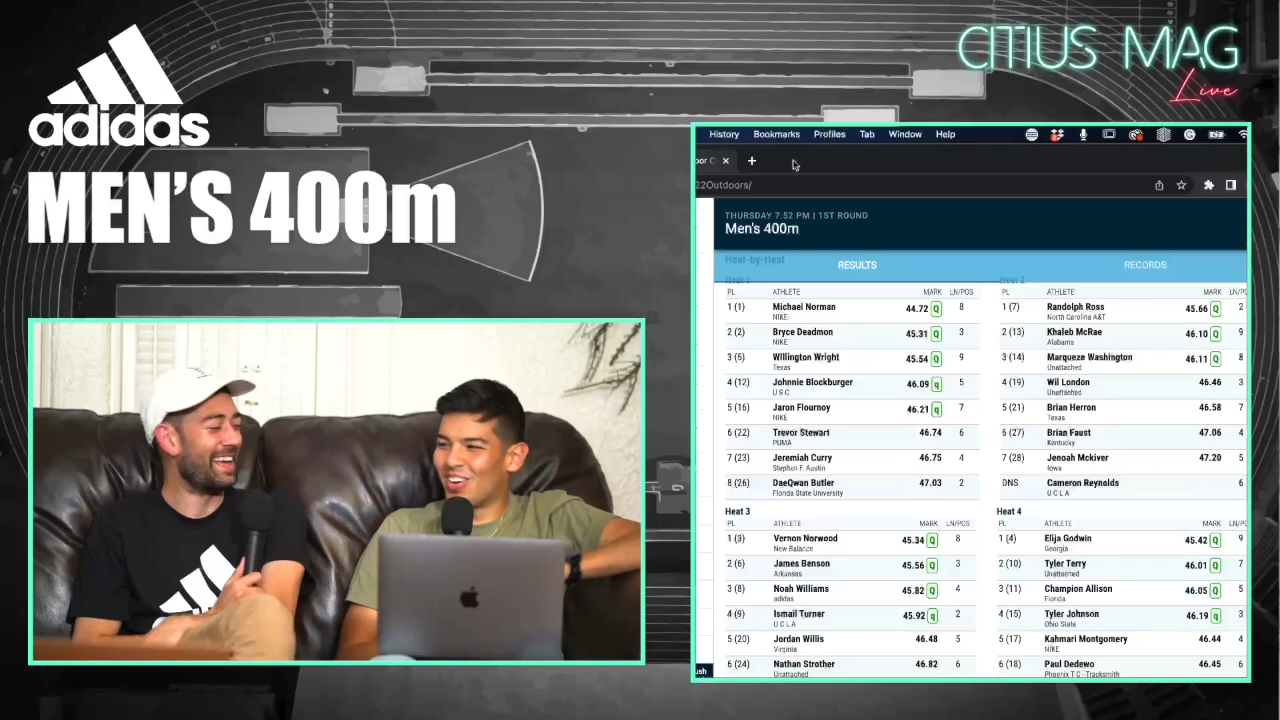 CITIUS MAG
Live
adidas
MEN'S 400m
History Bookmarks Profiles Tab Window Help
22Outdoors/
THURSDAY 7:52 PM | 1ST ROUND
Men's 400m
Heat-by-Heat
RESULTS RECORDS
Heat 1 Heat 2
PL ATHLETE MARK LN/POS PL ATHLETE MARK LN/PO
1 (1) Michael Norman 44.72 Q 8 1 (7) Randolph Ross 45.66 Q 2
NIKE North Carolina A&T
2 (2) Bryce Deadmon 45.31 Q 3 2 (13) Khaleb McRae 46.10 Q 9
NIKE Alabama
3 (5) Willington Wright 45.54 Q 9 3 (14) Marqueze Washington 46.11 Q 8
Texas Unattached
4 (12) Johnnie Blockburger 46.09 q 5 4 (19) Wil London 46.46 3
U S C Unattached
5 (16) Jaron Flournoy 46.21 q 7 5 (21) Brian Herron 46.58 7
NIKE Texas
6 (22) Trevor Stewart 46.74 6 6 (27) Brian Faust 47.06 4
PUMA Kentucky
7 (23) Jeremiah Curry 46.75 4 7 (28) Jenoah Mckiver 47.20 5
Stephen F. Austin Iowa
8 (26) DaeQwan Butler 47.03 2 DNS Cameron Reynolds 6
Florida State University U C L A
Heat 3 Heat 4
PL ATHLETE MARK LN/POS PL ATHLETE MARK LN/PO
1 (3) Vernon Norwood 45.34 Q 8 1 (4) Elija Godwin 45.42 Q 9
New Balance Georgia
2 (6) James Benson 45.56 Q 3 2 (10) Tyler Terry 46.01 Q 7
Arkansas Unattached
3 (8) Noah Williams 45.82 Q 4 3 (11) Champion Allison 46.05 Q 5
adidas Florida
4 (9) Ismail Turner 45.92 q 2 4 (15) Tyler Johnson 46.19 q 3
U C L A Ohio State
5 (20) Jordan Willis 46.48 5 5 (17) Kahmari Montgomery 46.44 4
Virginia NIKE
6 (24) Nathan Strother 46.82 6 6 (18) Paul Dedewo 46.45 6
Unattached Phoenix T C - Tracksmith